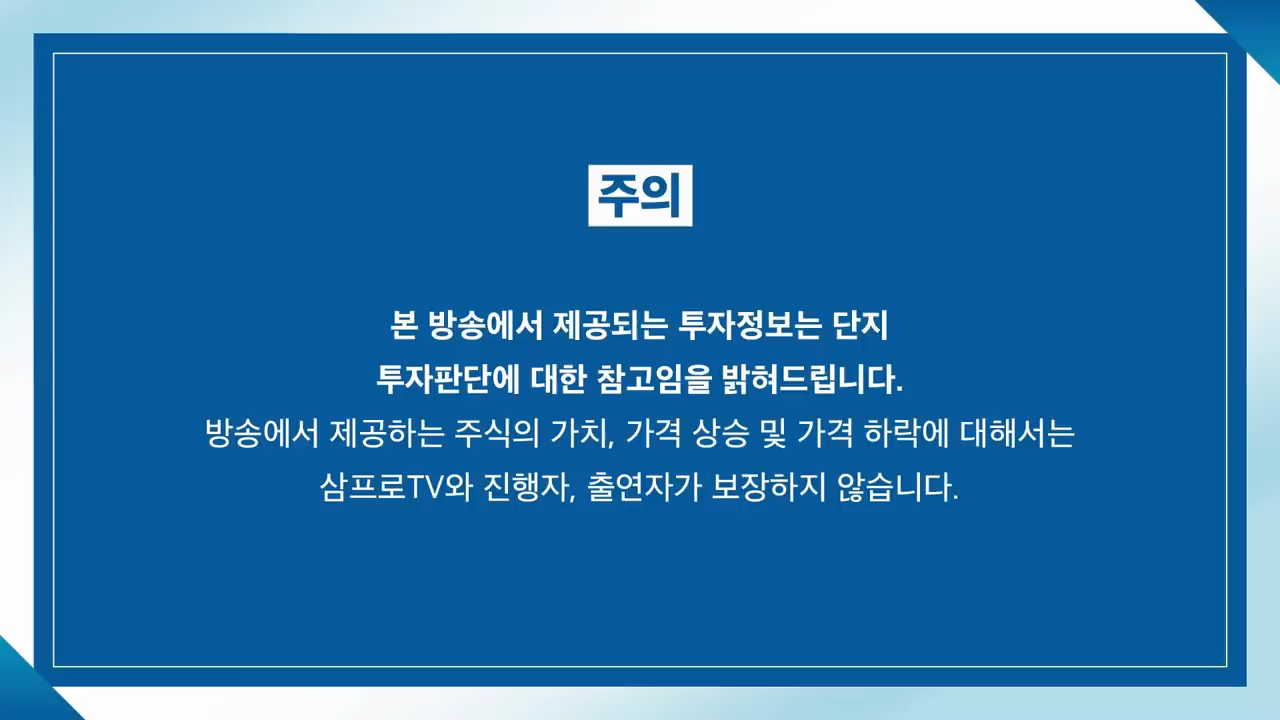 주의
본 방송에서 제공되는 투자정보는 단지
투자판단에 대한 참고임을 밝혀드립니다.
방송에서 제공하는 주식의 가치, 가격 상승 및 가격 하락에 대해서는
삼프로TV와 진행자, 출연자가 보장하지 않습니다.